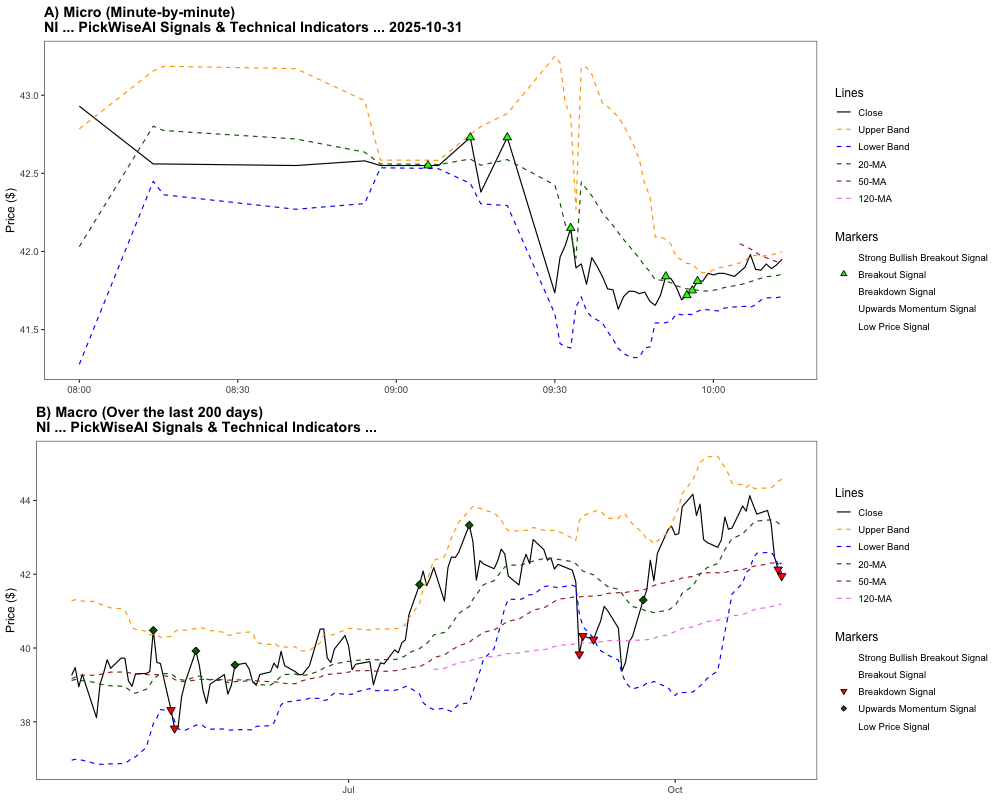 A) Micro (Minute-by-minute)
NI ... PickWiseAI Signals & Technical Indicators ... 2025-10-31
Price ($)
43.0
42.5
42.0
41.5
08:00
08:30
09:00
09:30
10:00
Lines
Close
Upper Band
Lower Band
20-MA
50-MA
120-MA
Markers
Strong Bullish Breakout Signal
Breakout Signal
Breakdown Signal
Upwards Momentum Signal
Low Price Signal
B) Macro (Over the last 200 days)
NI ... PickWiseAI Signals & Technical Indicators ...
Price ($)
44
42
40
38
Jul
Oct
Lines
Close
Upper Band
Lower Band
20-MA
50-MA
120-MA
Markers
Strong Bullish Breakout Signal
Breakout Signal
Breakdown Signal
Upwards Momentum Signal
Low Price Signal